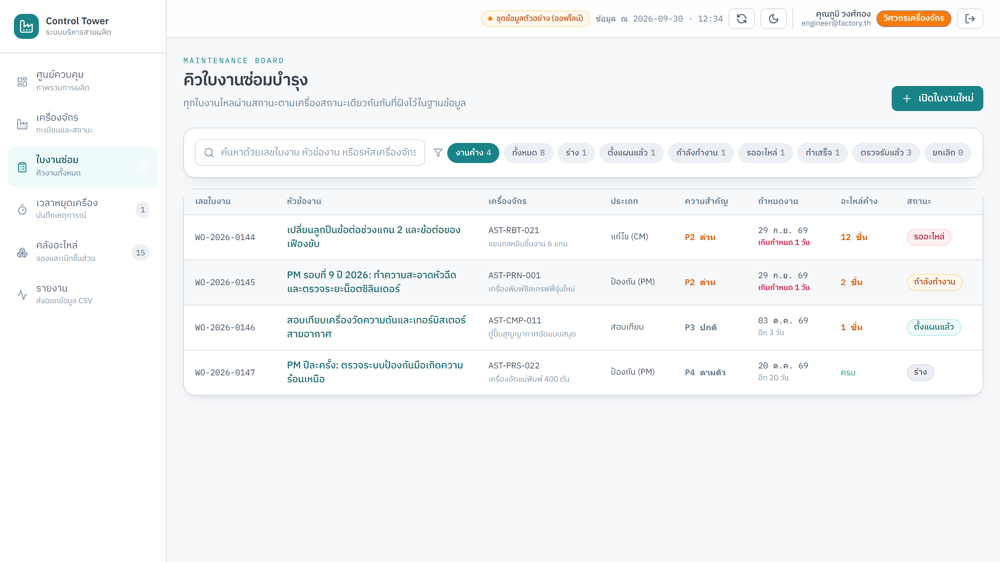 Control Tower
ระบบบริหารสายผลิต
ศูนย์ควบคุม
ภาพรวมการผลิต
เครื่องจักร
ทะเบียนและสถานะ
ใบงานซ่อม
คิวงานทั้งหมด
4
เวลาหยุดเครื่อง
บันทึกเหตุการณ์
1
คลังอะไหล่
จองและเบิกชิ้นส่วน
15
รายงาน
ส่งออกข้อมูล CSV
ชุดข้อมูลตัวอย่าง (ออฟไลน์)
ข้อมูล ณ 2026-09-30 · 12:34
คุณภูมิ วงศ์ทอง
engineer@factory.th
วิศวกรเครื่องจักร
MAINTENANCE BOARD
คิวใบงานซ่อมบำรุง
ทุกใบงานไหลผ่านสถานะตามเครื่องสถานะเดียวกันกับที่ฝังไว้ในฐานข้อมูล
เปิดใบงานใหม่
ค้นหาด้วยเลขใบงาน หัวข้องาน หรือรหัสเครื่องจักร
งานค้าง 4
ทั้งหมด 8
ร่าง 1
ตั้งแผนแล้ว 1
กำลังทำงาน 1
รออะไหล่ 1
ทำเสร็จ 1
ตรวจรับแล้ว 3
ยกเลิก 0
เลขใบงาน หัวข้องาน เครื่องจักร ประเภท ความสำคัญ กำหนดงาน อะไหล่ค้าง สถานะ
WO-2026-0144
เปลี่ยนลูกปืนข้อต่อช่วงแกน 2 และข้อต่อของ
เฟืองขับ
AST-RBT-021
แขนกลหยิบชิ้นงาน 6 แกน
แก้ไข (CM)
P2 ด่วน
29 ก.ย. 69
เกินกำหนด 1 วัน
12 ชิ้น
รออะไหล่
WO-2026-0145
PM รอบที่ 9 ปี 2026: ทำความสะอาดหัวฉีด
และตรวจระยะน็อตซิลินเดอร์
AST-PRN-001
เครื่องพิมพ์ซิลเกรฟฟี่รุ่นใหม่
ป้องกัน (PM)
P2 ด่วน
29 ก.ย. 69
เกินกำหนด 1 วัน
2 ชิ้น
กำลังทำงาน
WO-2026-0146
สอบเทียบเครื่องวัดความดันและเทอร์มิสเตอร์
สายอากาศ
AST-CMP-011
ตู้ปั๊มสุญญากาศอัดแบบสมุด
สอบเทียบ
P3 ปกติ
03 ต.ค. 69
อีก 3 วัน
1 ชิ้น
ตั้งแผนแล้ว
WO-2026-0147
PM ปีละครั้ง: ตรวจระบบป้องกันมือเกิดความ
ร้อนเหนือ
AST-PRS-022
เครื่องอัดแม่พิมพ์ 400 ตัน
ป้องกัน (PM)
P4 ตามคิว
20 ต.ค. 69
อีก 20 วัน
ครบ
ร่าง